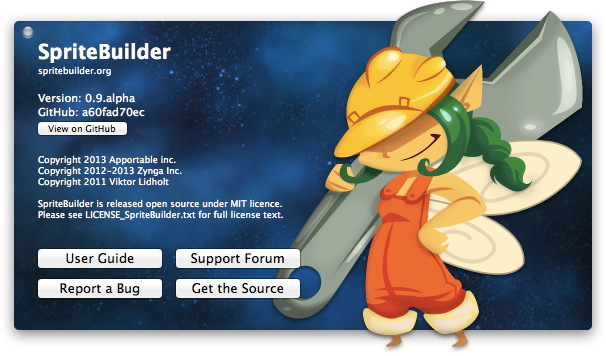 SpriteBuilder
spritebuilder.org
Version: 0.9.alpha
GitHub: a60fad70ec
View on GitHub
Copyright 2013 Apportable Inc.
Copyright 2012-2013 Zynga Inc.
Copyright 2011 Viktor Lidholt
SpriteBuilder is released open source under MIT licence.
Please see LICENSE_SpriteBuilder.txt for full license text.
User Guide
Support Forum
Report a Bug
Get the Source